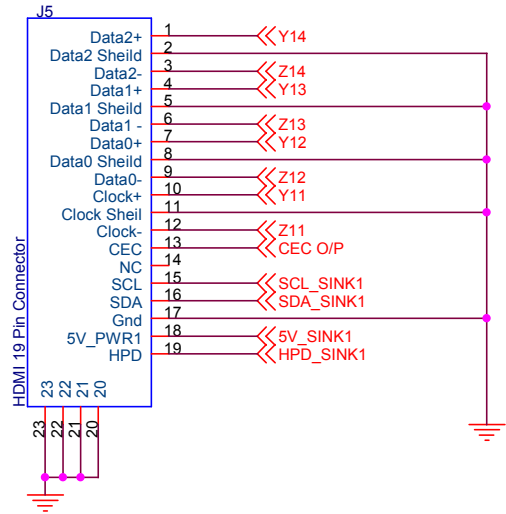 J5
Data2+ 1 Y14
Data2 Sheild 2
Data2- 3 Z14
Data1+ 4 Y13
Data1 Sheild 5
Data1 - 6 Z13
Data0+ 7 Y12
Data0 Sheild 8
Data0- 9 Z12
Clock+ 10 Y11
Clock Sheil 11
Clock- 12 Z11
CEC 13 CEC O/P
NC 14
SCL 15 SCL_SINK1
SDA 16 SDA_SINK1
Gnd 17
5V_PWR1 18 5V_SINK1
HPD 19 HPD_SINK1
HDMI 19 Pin Connector
23 22 21 20
23 22 21 20